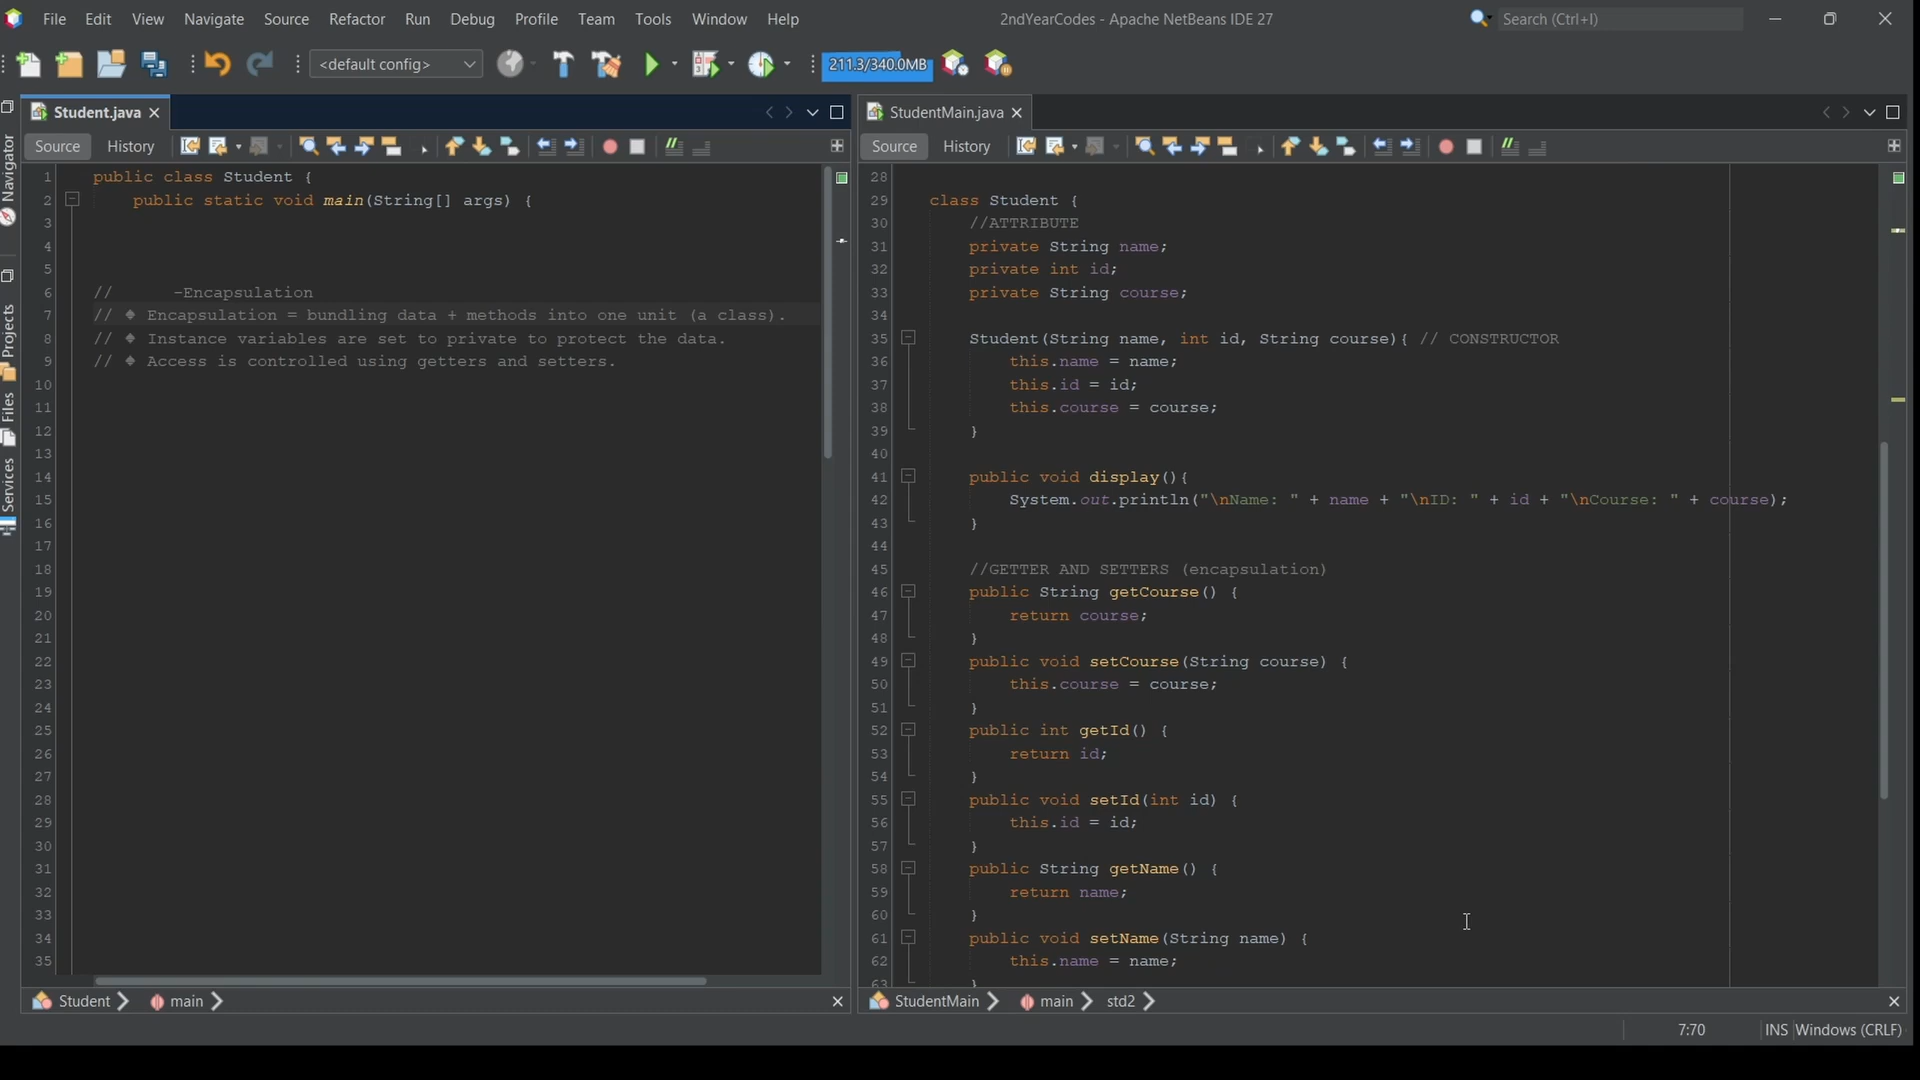 File Edit View Navigate Source Refactor Run Debug Profile Team Tools Window Help
2ndYearCodes - Apache NetBeans IDE 27
Search (Ctrl+I)
<default config>
211.3/340.0MB
Navigator
Projects
Files
Services
Student.java
Source History
1 public class Student {
2 public static void main(String[] args) {
3
4
5
6 // -Encapsulation
7 // ♦ Encapsulation = bundling data + methods into one unit (a class).
8 // ♦ Instance variables are set to private to protect the data.
9 // ♦ Access is controlled using getters and setters.
10
11
12
13
14
15
16
17
18
19
20
21
22
23
24
25
26
27
28
29
30
31
32
33
34
35
Student main
StudentMain.java
Source History
28
29 class Student {
30 //ATTRIBUTE
31 private String name;
32 private int id;
33 private String course;
34
35 Student(String name, int id, String course){ // CONSTRUCTOR
36 this.name = name;
37 this.id = id;
38 this.course = course;
39 }
40
41 public void display(){
42 System.out.println("\nName: " + name + "\nID: " + id + "\nCourse: " + course);
43 }
44
45 //GETTER AND SETTERS (encapsulation)
46 public String getCourse() {
47 return course;
48 }
49 public void setCourse(String course) {
50 this.course = course;
51 }
52 public int getId() {
53 return id;
54 }
55 public void setId(int id) {
56 this.id = id;
57 }
58 public String getName() {
59 return name;
60 }
61 public void setName(String name) {
62 this.name = name;
63 }
StudentMain main std2
7:70 INS Windows (CRLF)